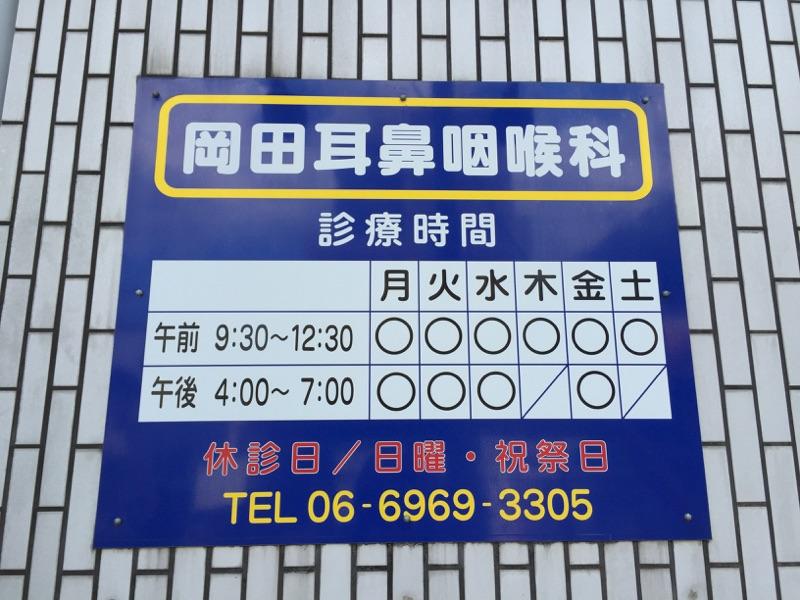 岡田耳鼻咽喉科
診療時間
月 火 水 木 金 土
午前 9:30〜12:30 ○ ○ ○ ○ ○ ○
午後 4:00〜 7:00 ○ ○ ○ ／ ○ ／
休診日／日曜・祝祭日
TEL 06-6969-3305